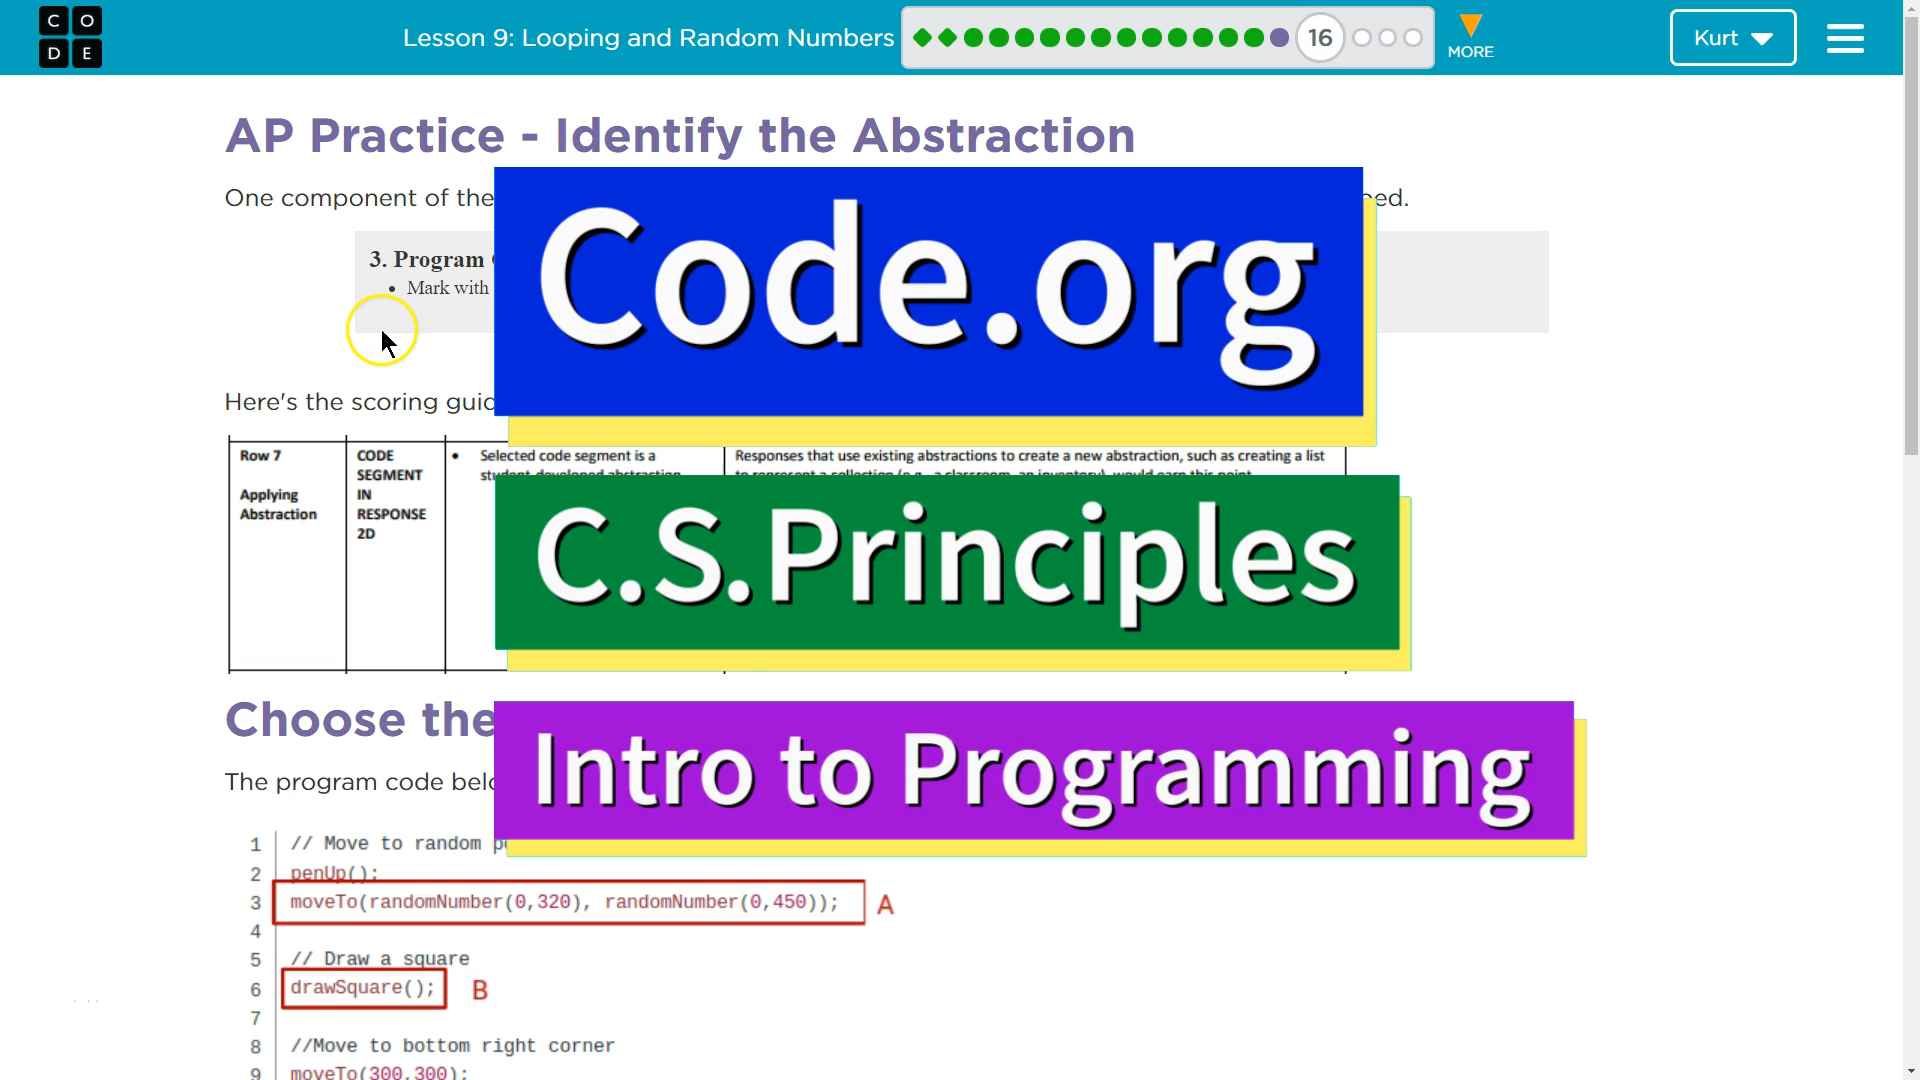 CODE
Lesson 9: Looping and Random Numbers
16
MORE
Kurt
AP Practice - Identify the Abstraction
One component of the
Code.org
3. Program
• Mark with
Here's the scoring
Row 7
Applying
Abstraction
CODE
SEGMENT
IN
RESPONSE
2D
• Selected code segment is a
Responses that use existing abstractions to create a new abstraction, such as creating a list
C.S.Principles
Choose the
Intro to Programming
The program code
1 // Move to random
2 penUp();
3 moveTo(randomNumber(0,320), randomNumber(0,450)); A
4
5 // Draw a square
6 drawSquare(); B
7
8 //Move to bottom right corner
9 moveTo(300,300);